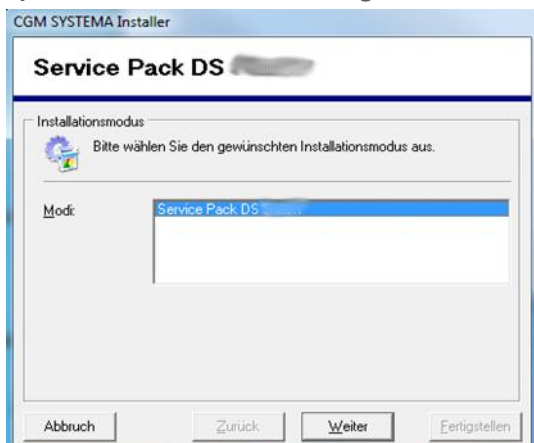 CGM SYSTEMA Installer
Service Pack DS
Installationsmodus
Bitte wählen Sie den gewünschten Installationsmodus aus.
Modi:
Service Pack DS
Abbruch
Zurück
Weiter
Fertigstellen